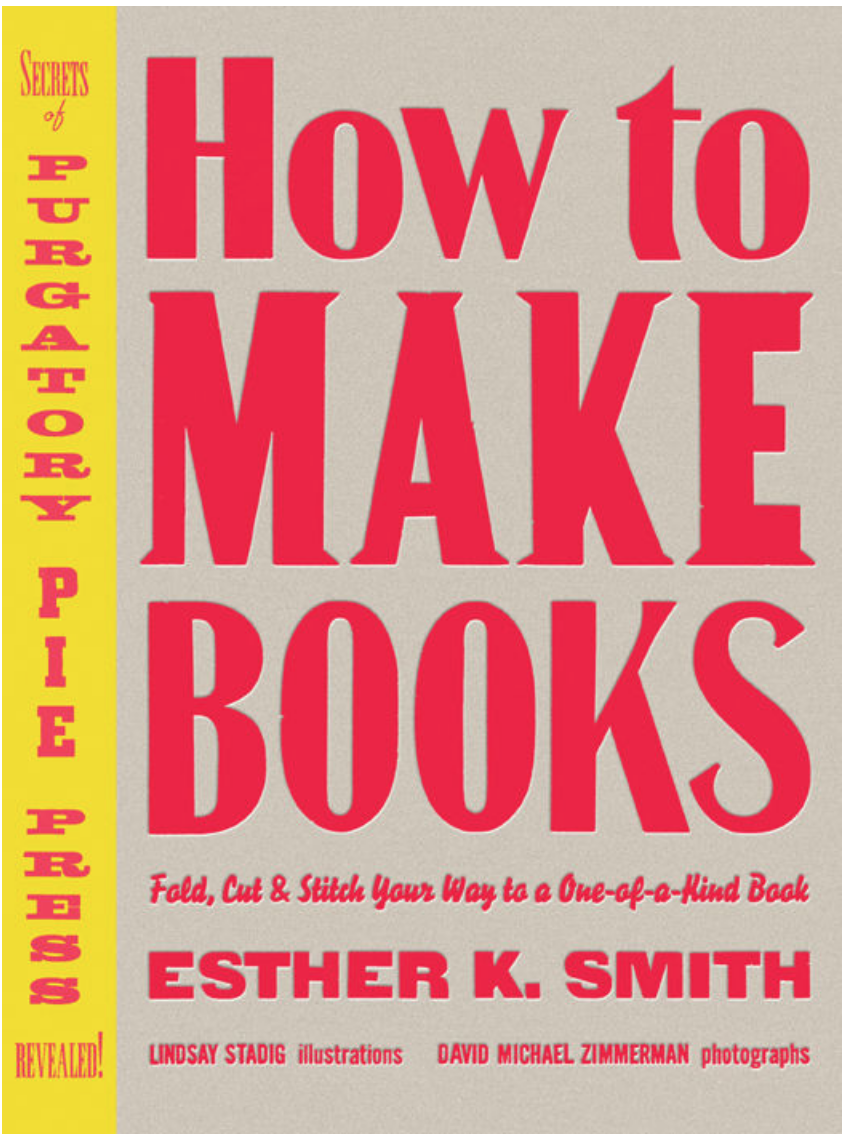 SECRETS
of
PURGATORY
PIE
PRESS
REVEALED!
HOW to
MAKE
BOOKS
Fold, Cut & Stitch Your Way to a One-of-a-Kind Book
ESTHER K. SMITH
LINDSAY STADIG illustrations DAVID MICHAEL ZIMMERMAN photographs